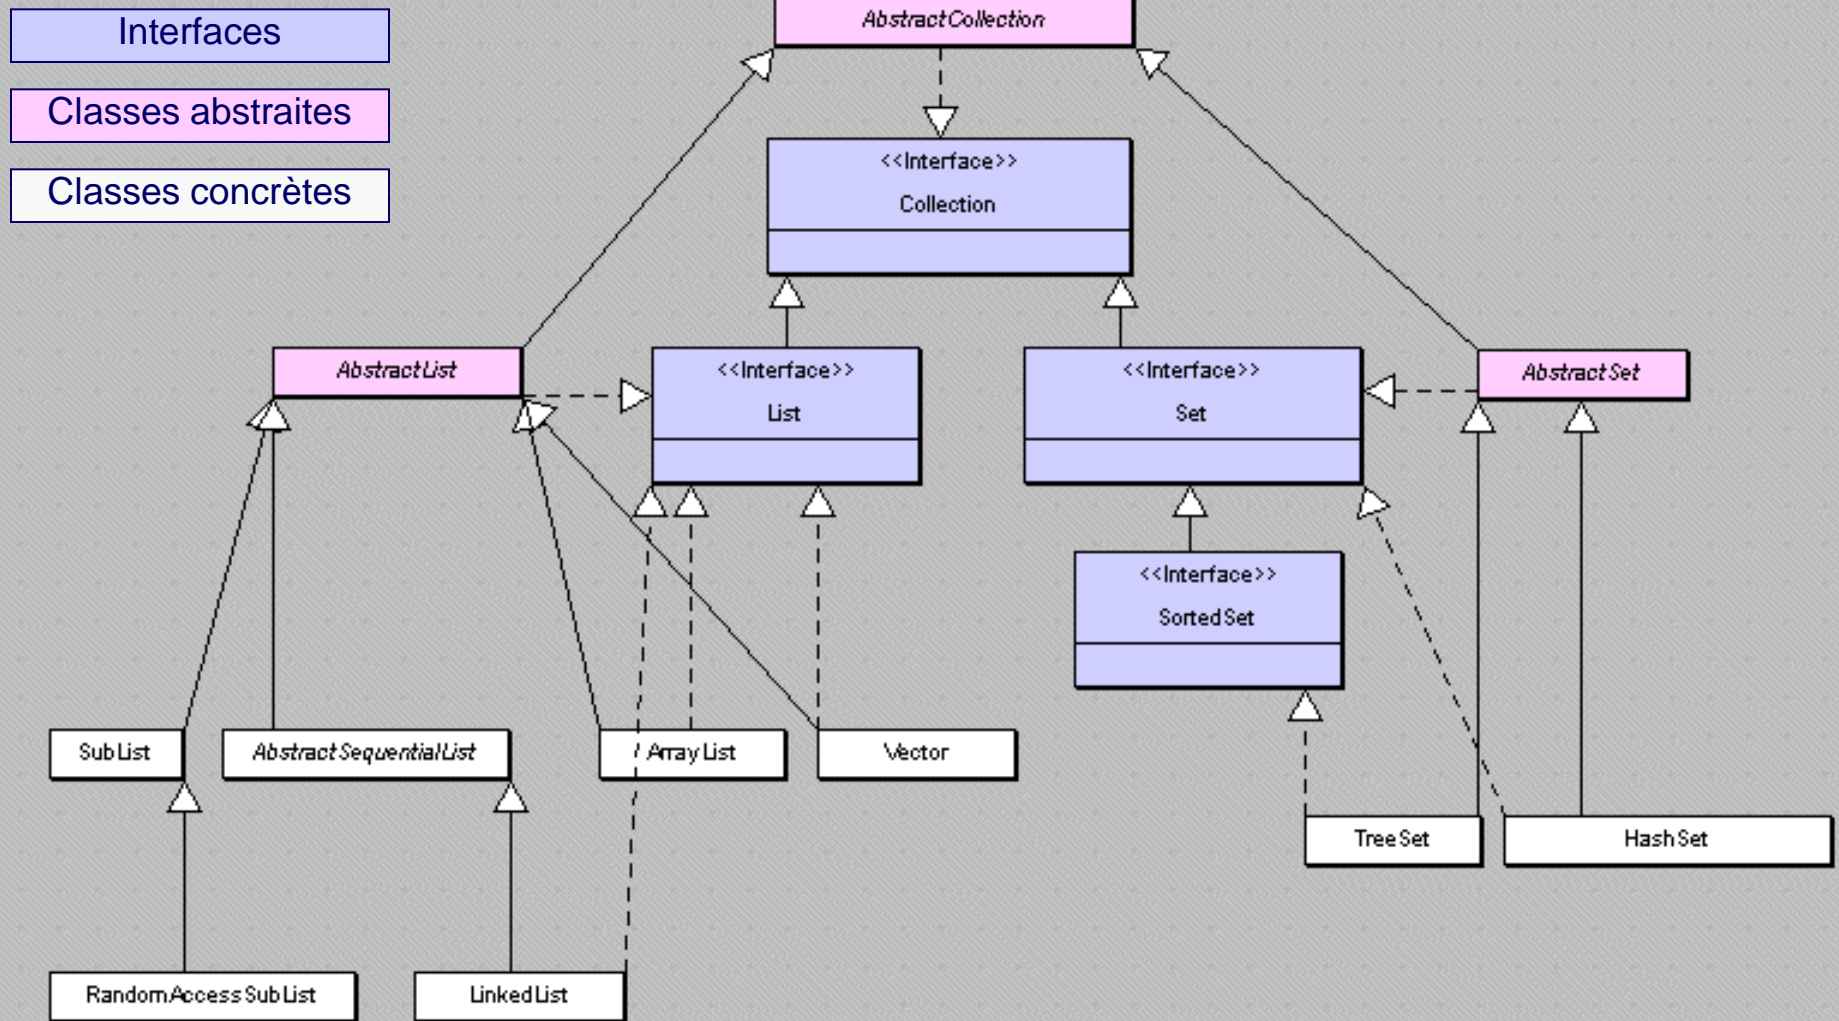 Interfaces
Classes abstraites
Classes concrètes
AbstractCollection
<<Interface>>
Collection
AbstractList
<<Interface>>
List
<<Interface>>
Set
AbstractSet
<<Interface>>
SortedSet
SubList
AbstractSequentialList
ArrayList
Vector
TreeSet
HashSet
RandomAccessSubList
LinkedList